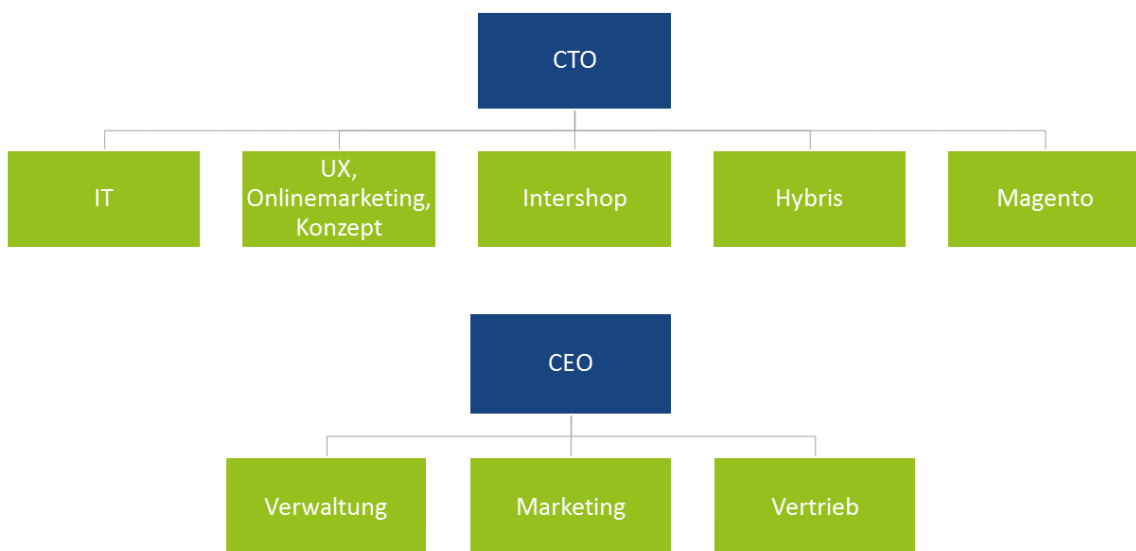 CTO
IT
UX,
Onlinemarketing,
Konzept
Intershop
Hybris
Magento
CEO
Verwaltung
Marketing
Vertrieb